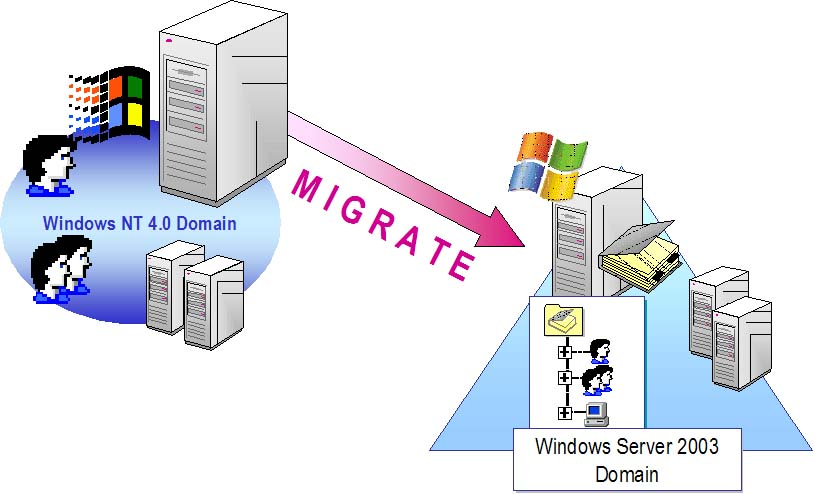 Windows NT 4.0 Domain
MIGRATE
Windows Server 2003
Domain